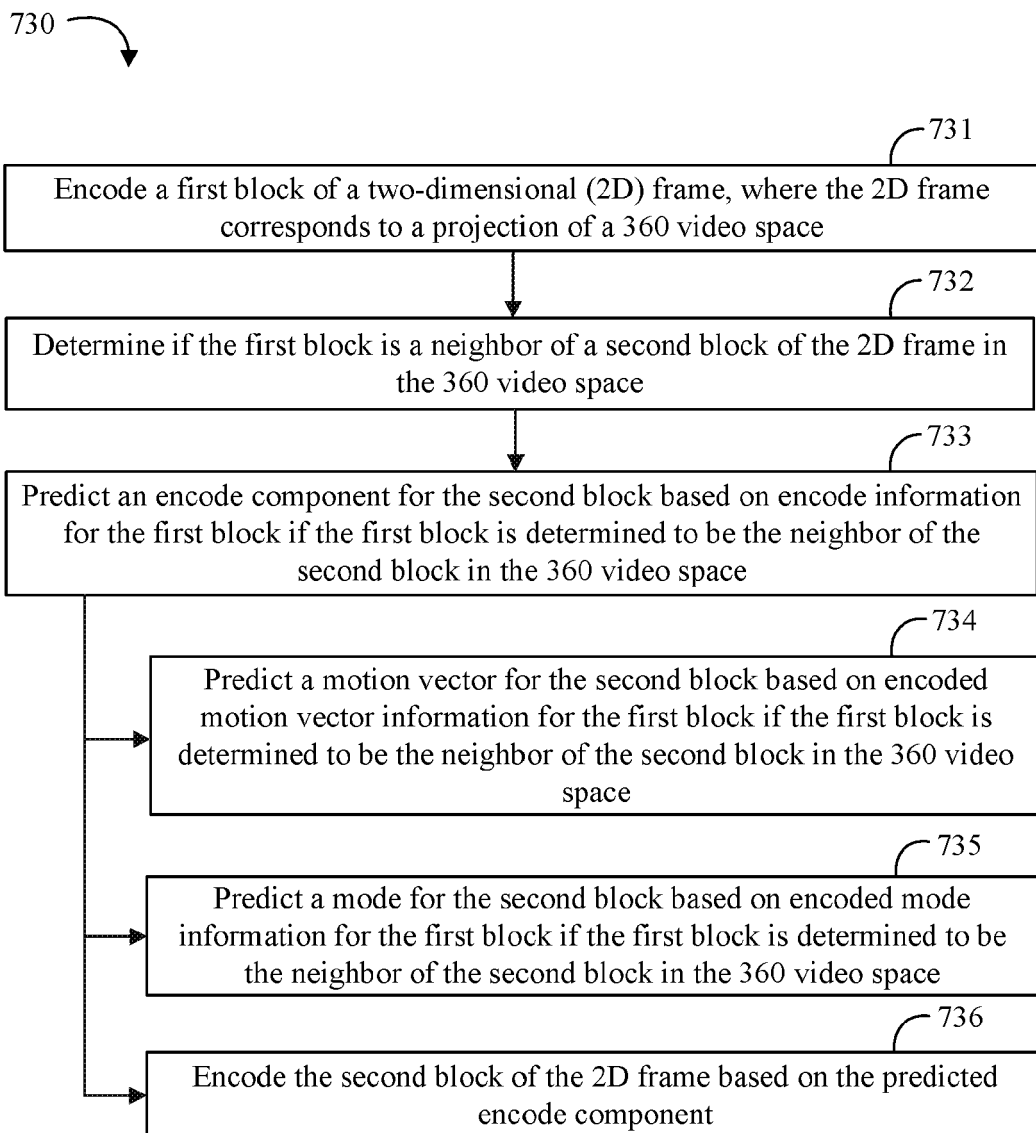 730
731
Encode a first block of a two-dimensional (2D) frame, where the 2D frame
corresponds to a projection of a 360 video space
732
Determine if the first block is a neighbor of a second block of the 2D frame in
the 360 video space
733
Predict an encode component for the second block based on encode information
for the first block if the first block is determined to be the neighbor of the
second block in the 360 video space
734
Predict a motion vector for the second block based on encoded
motion vector information for the first block if the first block is
determined to be the neighbor of the second block in the 360 video
space
735
Predict a mode for the second block based on encoded mode
information for the first block if the first block is determined to be
the neighbor of the second block in the 360 video space
736
Encode the second block of the 2D frame based on the predicted
encode component